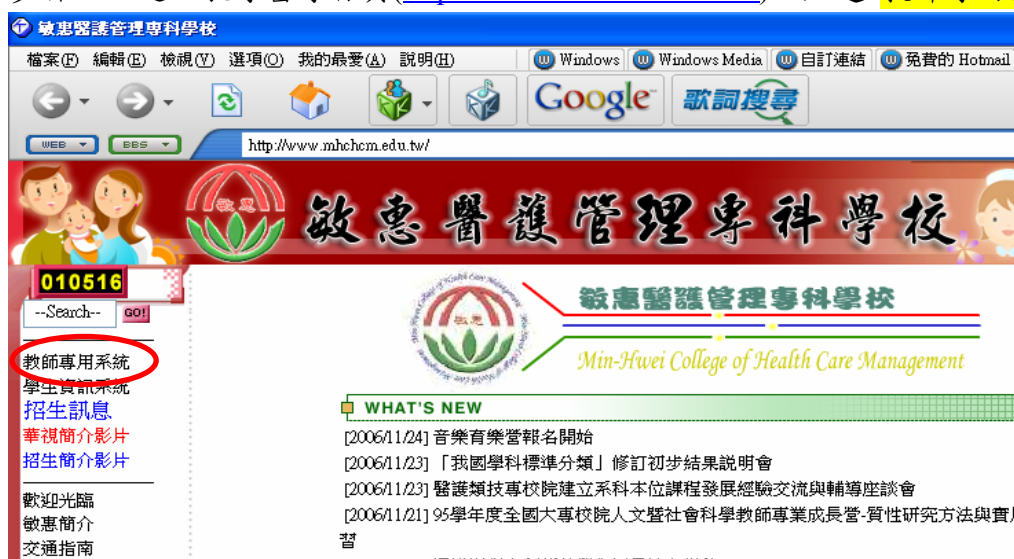 敏惠醫護管理專科學校
檔案(F) 編輯(E) 檢視(V) 選項(O) 我的最愛(A) 說明(H) Windows Windows Media 自訂連結 免費的 Hotmail
Google 歌詞搜尋
WEB BBS http://www.mhchcm.edu.tw/
敏惠
敏惠醫護管理專科學校
010516
--Search-- GO!
敏惠醫護管理專科學校
Min-Hwei College of Health Care Management
教師專用系統
學生資訊系統
招生訊息
華視簡介影片
招生簡介影片
歡迎光臨
敏惠簡介
交通指南
WHAT'S NEW
[2006/11/24] 音樂育樂營報名開始
[2006/11/23] 「我國學科標準分類」修訂初步結果說明會
[2006/11/23] 醫護類技專校院建立系科本位課程發展經驗交流與輔導座談會
[2006/11/21] 95學年度全國大專校院人文暨社會科學教師專業成長營-質性研究方法與實
習